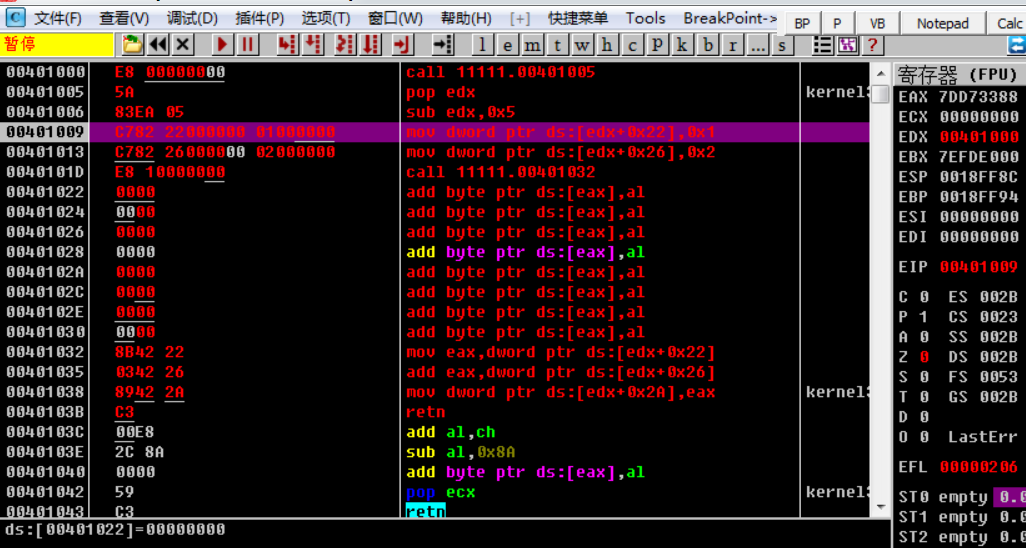 C 文件(F) 查看(V) 调试(D) 插件(P) 选项(T) 窗口(W) 帮助(H) [+] 快捷菜单 Tools BreakPoint-> BP P VB Notepad Calc
暂停 l e m t w h c P k b r ... s ?
00401000 E8 00000000 call 11111.00401005
00401005 5A pop edx kernel3
00401006 83EA 05 sub edx,0x5
00401009 C782 22000000 01000000 mov dword ptr ds:[edx+0x22],0x1
00401013 C782 26000000 02000000 mov dword ptr ds:[edx+0x26],0x2
0040101D E8 10000000 call 11111.00401032
00401022 0000 add byte ptr ds:[eax],al
00401024 0000 add byte ptr ds:[eax],al
00401026 0000 add byte ptr ds:[eax],al
00401028 0000 add byte ptr ds:[eax],al
0040102A 0000 add byte ptr ds:[eax],al
0040102C 0000 add byte ptr ds:[eax],al
0040102E 0000 add byte ptr ds:[eax],al
00401030 0000 add byte ptr ds:[eax],al
00401032 8B42 22 mov eax,dword ptr ds:[edx+0x22]
00401035 0342 26 add eax,dword ptr ds:[edx+0x26]
00401038 8942 2A mov dword ptr ds:[edx+0x2A],eax kernel3
0040103B C3 retn
0040103C 00E8 add al,ch
0040103E 2C 8A sub al,0x8A
00401040 0000 add byte ptr ds:[eax],al
00401042 59 pop ecx kernel3
00401043 C3 retn
ds:[00401022]=00000000
寄存器 (FPU)
EAX 7DD73388
ECX 00000000
EDX 00401000
EBX 7EFDE000
ESP 0018FF8C
EBP 0018FF94
ESI 00000000
EDI 00000000
EIP 00401009
C 0 ES 002B
P 1 CS 0023
A 0 SS 002B
Z 0 DS 002B
S 0 FS 0053
T 0 GS 002B
D 0
O 0 LastErr
EFL 00000206
ST0 empty 0.0
ST1 empty 0.0
ST2 empty 0.0